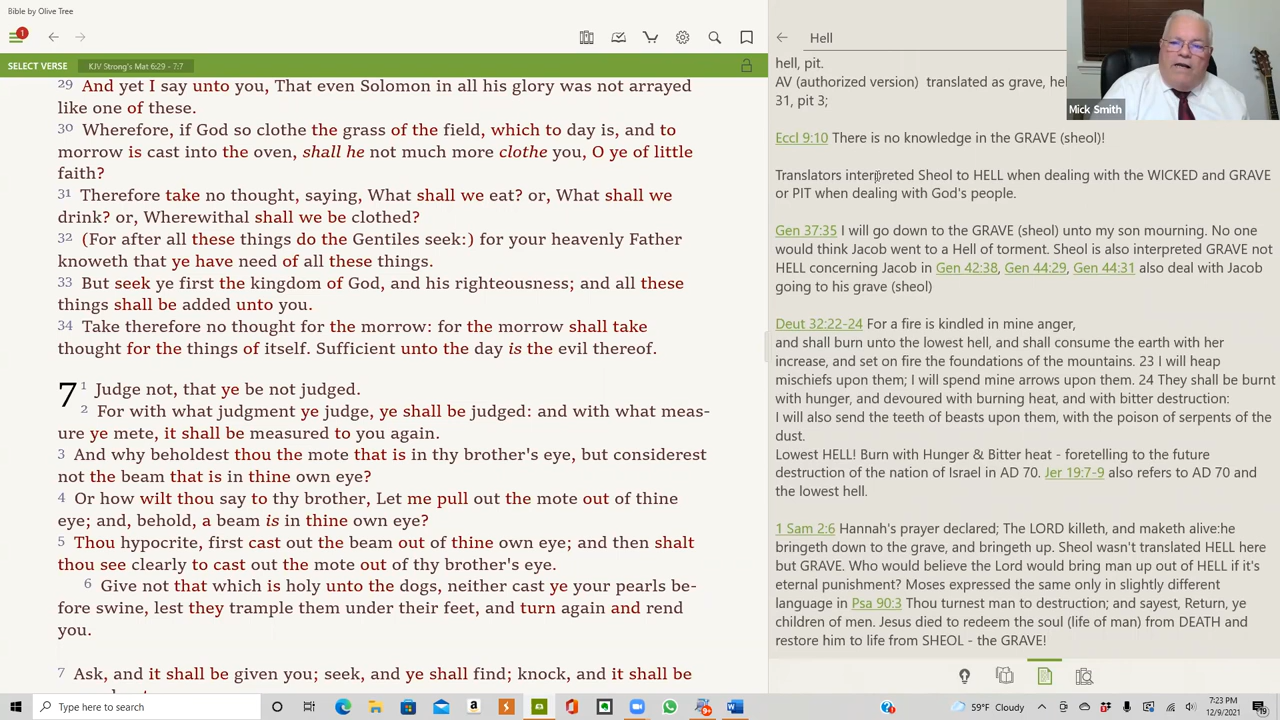 Bible by Olive Tree
1
SELECT VERSE
KJV Strong's Mat 6:29 - 7:7
29 And yet I say unto you, That even Solomon in all his glory was not arrayed
like one of these.
30 Wherefore, if God so clothe the grass of the field, which to day is, and to
morrow is cast into the oven, shall he not much more clothe you, O ye of little
faith?
31 Therefore take no thought, saying, What shall we eat? or, What shall we
drink? or, Wherewithal shall we be clothed?
32 (For after all these things do the Gentiles seek:) for your heavenly Father
knoweth that ye have need of all these things.
33 But seek ye first the kingdom of God, and his righteousness; and all these
things shall be added unto you.
34 Take therefore no thought for the morrow: for the morrow shall take
thought for the things of itself. Sufficient unto the day is the evil thereof.
7 1 Judge not, that ye be not judged.
2 For with what judgment ye judge, ye shall be judged: and with what meas-
ure ye mete, it shall be measured to you again.
3 And why beholdest thou the mote that is in thy brother's eye, but considerest
not the beam that is in thine own eye?
4 Or how wilt thou say to thy brother, Let me pull out the mote out of thine
eye; and, behold, a beam is in thine own eye?
5 Thou hypocrite, first cast out the beam out of thine own eye; and then shalt
thou see clearly to cast out the mote out of thy brother's eye.
6 Give not that which is holy unto the dogs, neither cast ye your pearls be-
fore swine, lest they trample them under their feet, and turn again and rend
you.
7 Ask, and it shall be given you; seek, and ye shall find; knock, and it shall be
Hell
hell, pit.
AV (authorized version) translated as grave,
31, pit 3;
Eccl 9:10 There is no knowledge in the GRAVE (sheol)!
Translators interpreted Sheol to HELL when dealing with the WICKED and GRAVE
or PIT when dealing with God's people.
Gen 37:35 I will go down to the GRAVE (sheol) unto my son mourning. No one
would think Jacob went to a Hell of torment. Sheol is also interpreted GRAVE not
HELL concerning Jacob in Gen 42:38, Gen 44:29, Gen 44:31 also deal with Jacob
going to his grave (sheol)
Deut 32:22-24 For a fire is kindled in mine anger,
and shall burn unto the lowest hell, and shall consume the earth with her
increase, and set on fire the foundations of the mountains. 23 I will heap
mischiefs upon them; I will spend mine arrows upon them. 24 They shall be burnt
with hunger, and devoured with burning heat, and with bitter destruction:
I will also send the teeth of beasts upon them, with the poison of serpents of the
dust.
Lowest HELL! Burn with Hunger & Bitter heat - foretelling to the future
destruction of the nation of Israel in AD 70. Jer 19:7-9 also refers to AD 70 and
the lowest hell.
1 Sam 2:6 Hannah's prayer declared; The LORD killeth, and maketh alive:he
bringeth down to the grave, and bringeth up. Sheol wasn't translated HELL here
but GRAVE. Who would believe the Lord would bring man up out of HELL if it's
eternal punishment? Moses expressed the same only in slightly different
language in Psa 90:3 Thou turnest man to destruction; and sayest, Return, ye
children of men. Jesus died to redeem the soul (life of man) from DEATH and
restore him to life from SHEOL - the GRAVE!
Mick Smith
Type here to search
59°F Cloudy
7:23 PM
12/9/2021